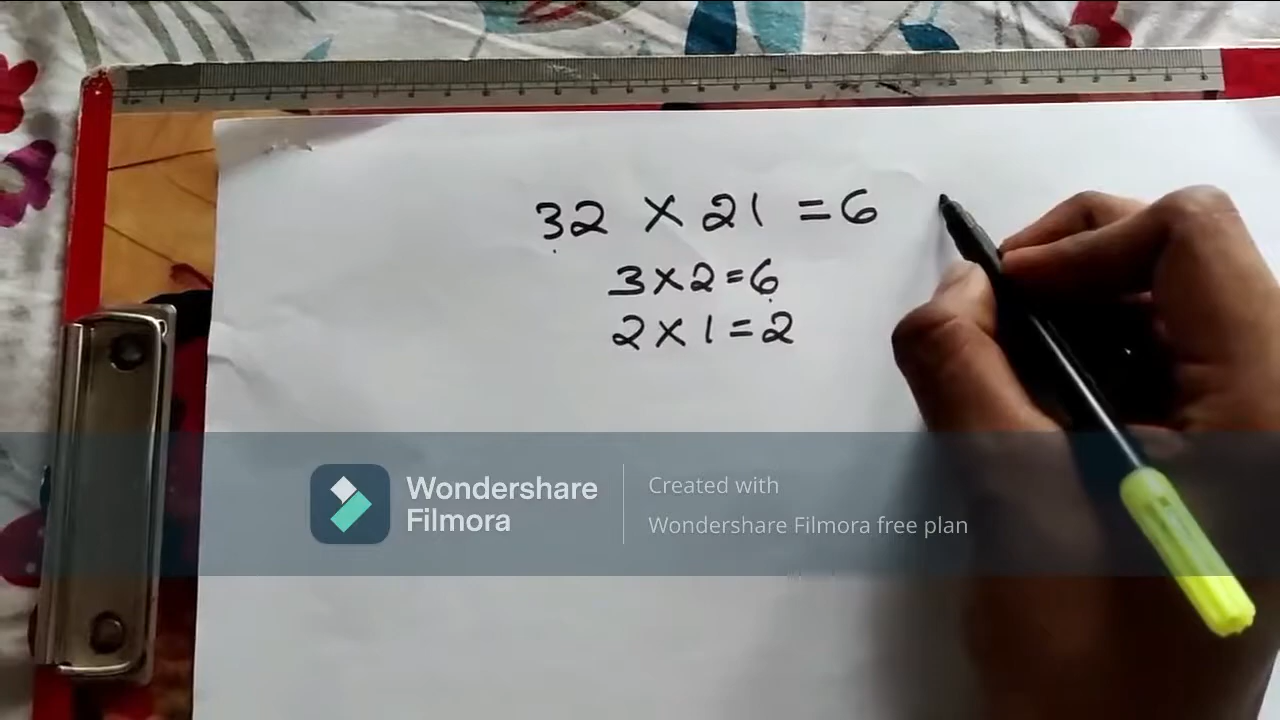 32 × 21 = 6
3 × 2 = 6
2 × 1 = 2
Wondershare
Filmora
Created with
Wondershare Filmora free plan